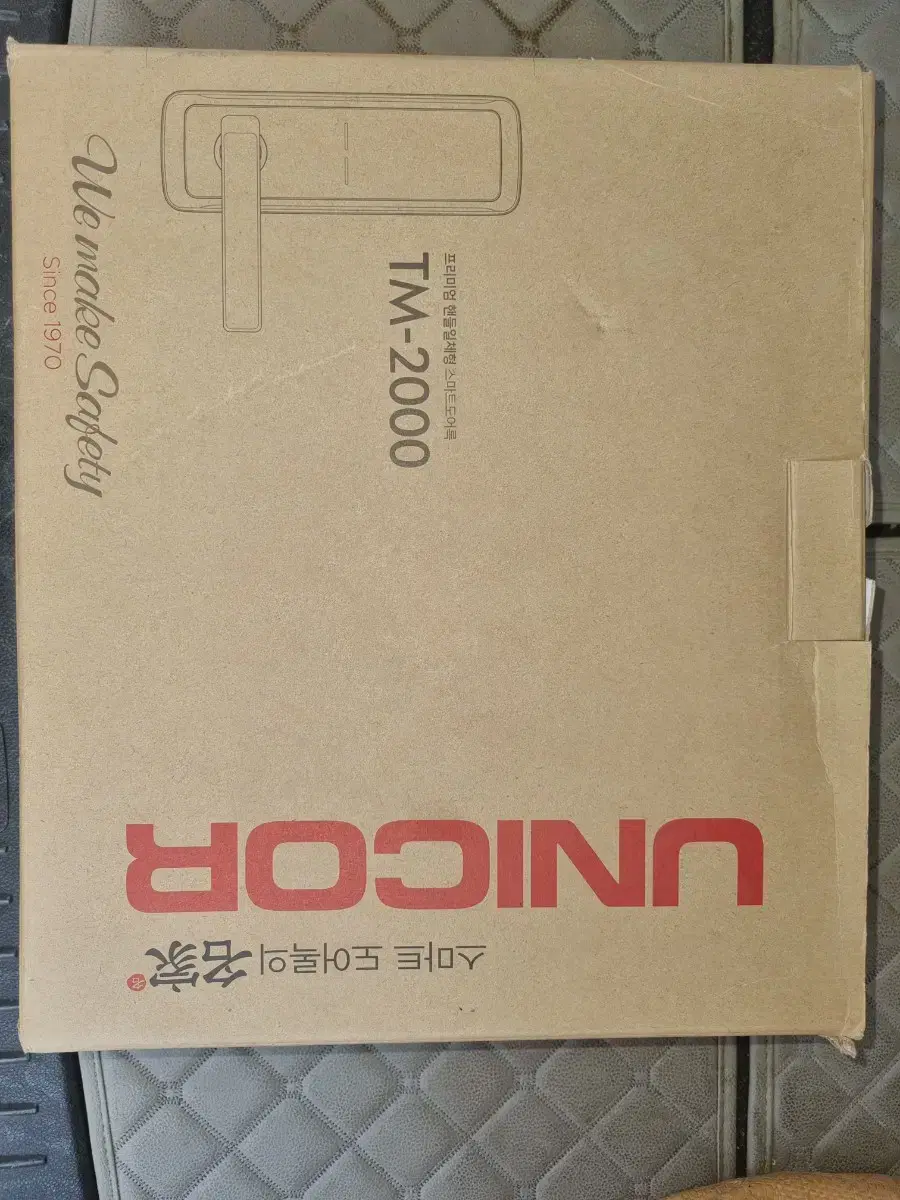 We make Safety
Since 1970
프리미엄 핸들일체형 스마트도어록
TM-2000
UNICOR
스마트 도어록의 名家